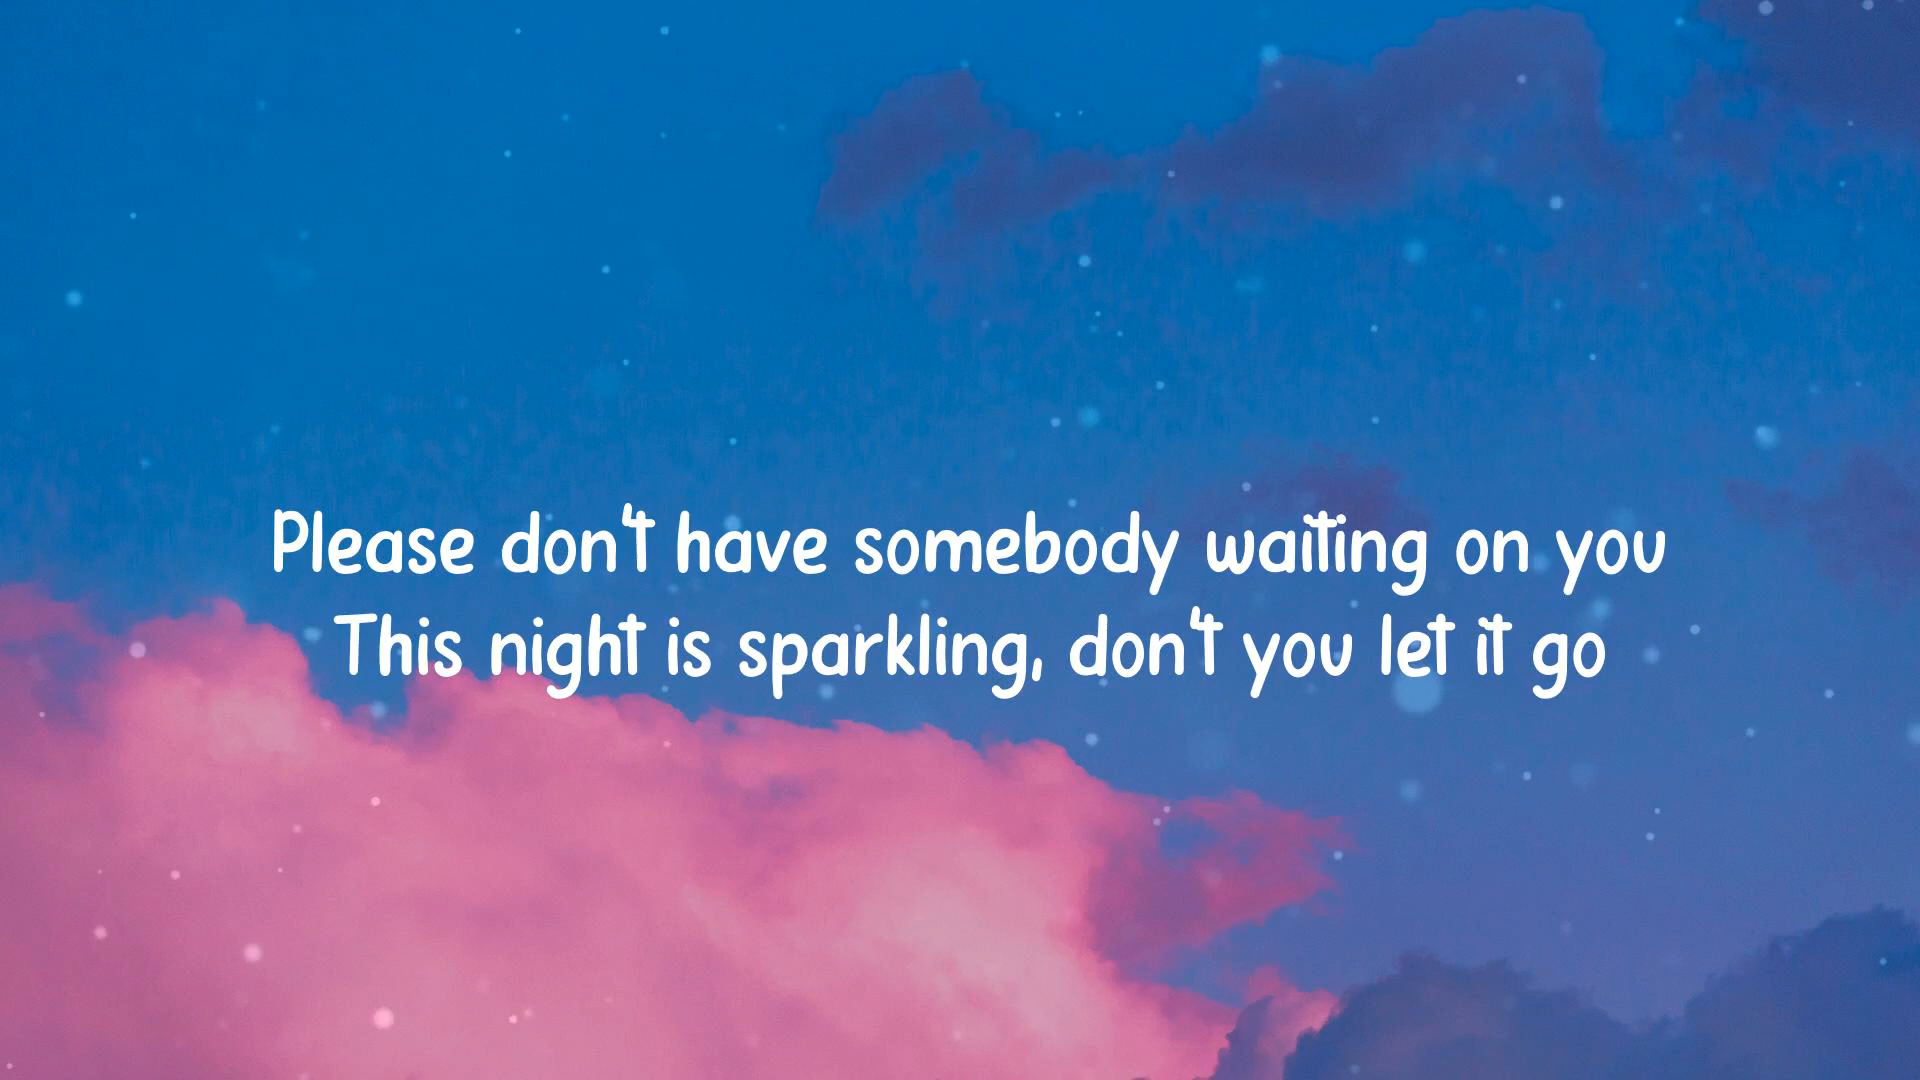 Please don't have somebody waiting on you
This night is sparkling, don't you let it go